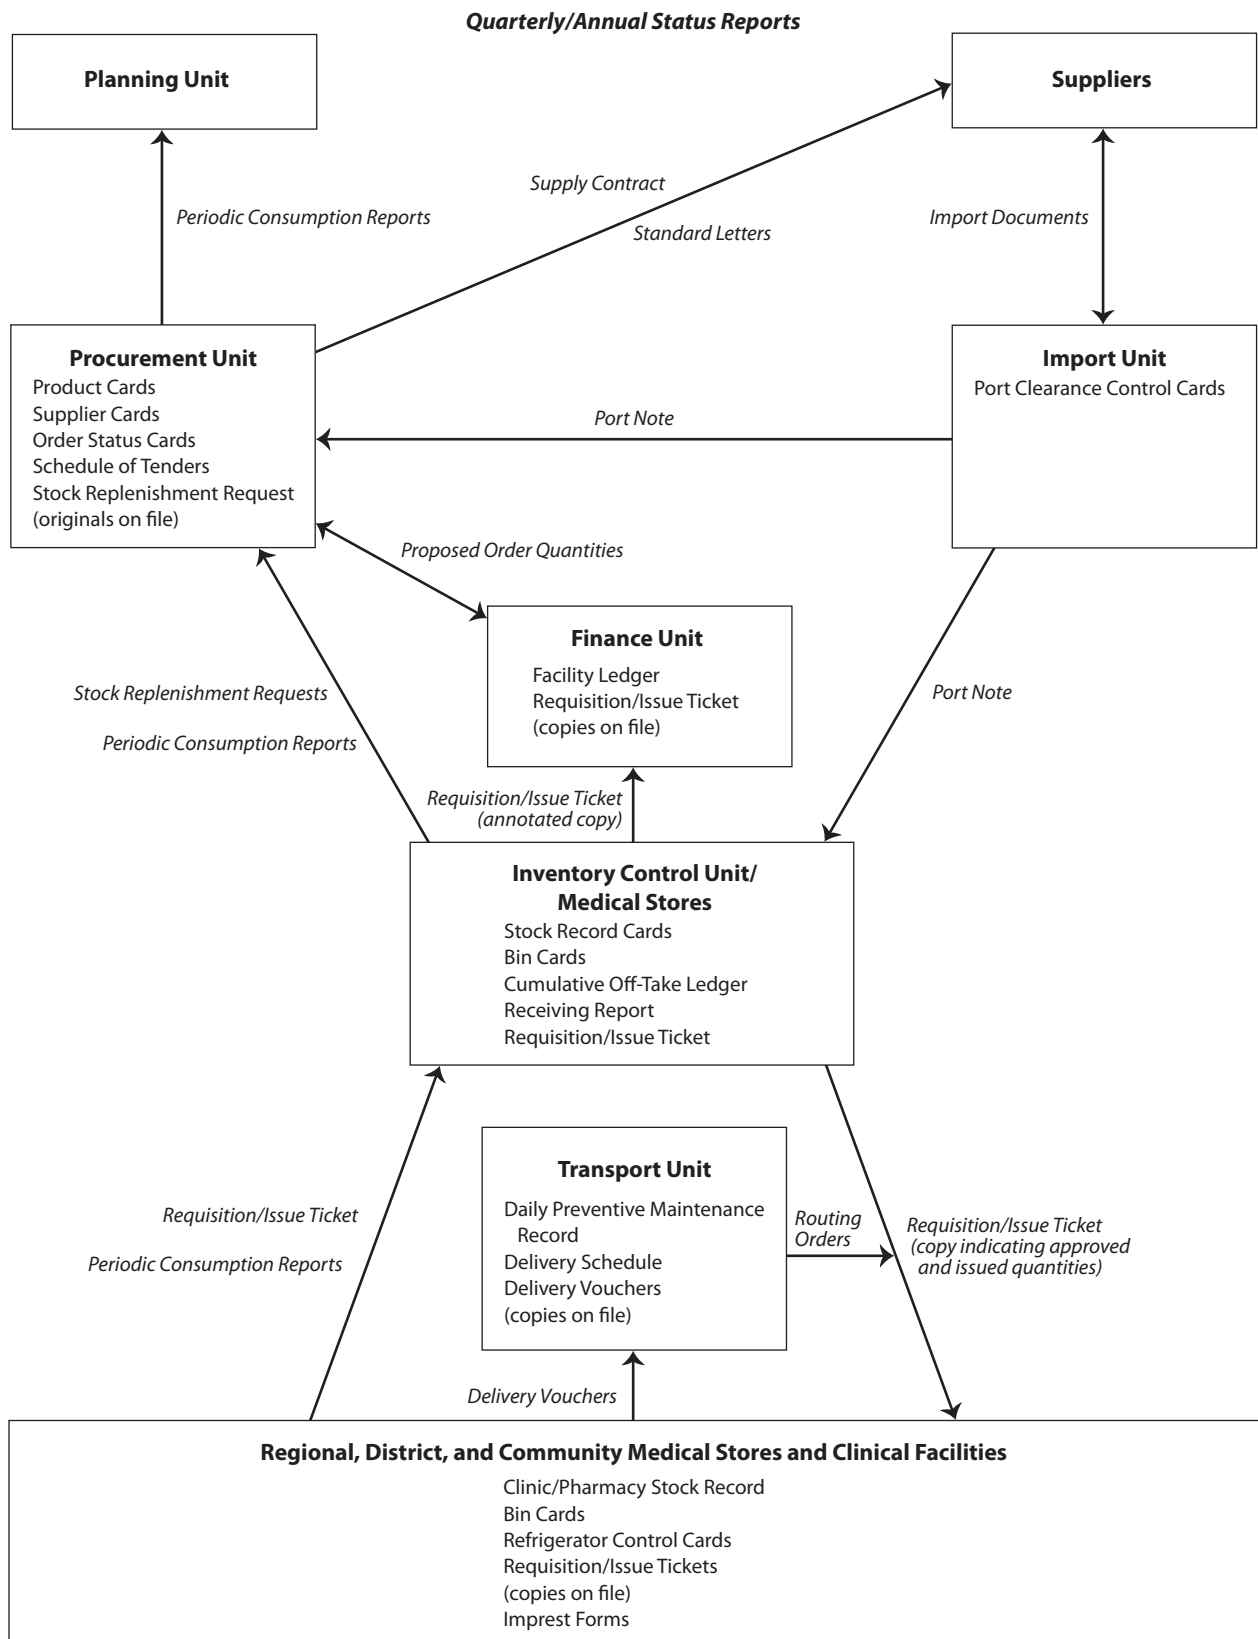 Quarterly/Annual Status Reports
Planning Unit
Suppliers
Supply Contract
Periodic Consumption Reports
Standard Letters
Import Documents
Procurement Unit
Product Cards
Supplier Cards
Order Status Cards
Schedule of Tenders
Stock Replenishment Request
(originals on file)
Import Unit
Port Clearance Control Cards
Port Note
Proposed Order Quantities
Finance Unit
Facility Ledger
Requisition/Issue Ticket
(copies on file)
Stock Replenishment Requests
Periodic Consumption Reports
Port Note
Requisition/Issue Ticket
(annotated copy)
Inventory Control Unit/
Medical Stores
Stock Record Cards
Bin Cards
Cumulative Off-Take Ledger
Receiving Report
Requisition/Issue Ticket
Requisition/Issue Ticket
Periodic Consumption Reports
Transport Unit
Daily Preventive Maintenance
Record
Delivery Schedule
Delivery Vouchers
(copies on file)
Routing
Orders
Requisition/Issue Ticket
(copy indicating approved
and issued quantities)
Delivery Vouchers
Regional, District, and Community Medical Stores and Clinical Facilities
Clinic/Pharmacy Stock Record
Bin Cards
Refrigerator Control Cards
Requisition/Issue Tickets
(copies on file)
Imprest Forms